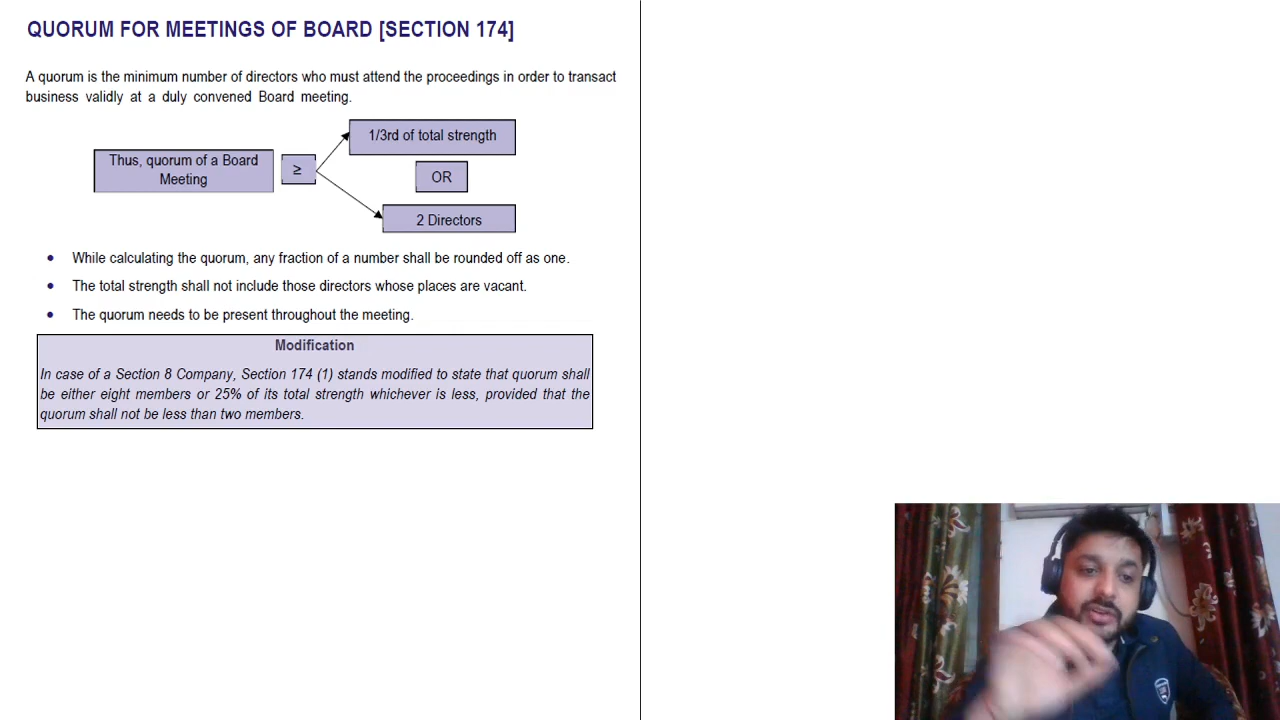 QUORUM FOR MEETINGS OF BOARD [SECTION 174]
A quorum is the minimum number of directors who must attend the proceedings in order to transact
business validly at a duly convened Board meeting.
1/3rd of total strength
Thus, quorum of a Board
Meeting
≥
OR
2 Directors
• While calculating the quorum, any fraction of a number shall be rounded off as one.
• The total strength shall not include those directors whose places are vacant.
• The quorum needs to be present throughout the meeting.
Modification
In case of a Section 8 Company, Section 174 (1) stands modified to state that quorum shall
be either eight members or 25% of its total strength whichever is less, provided that the
quorum shall not be less than two members.